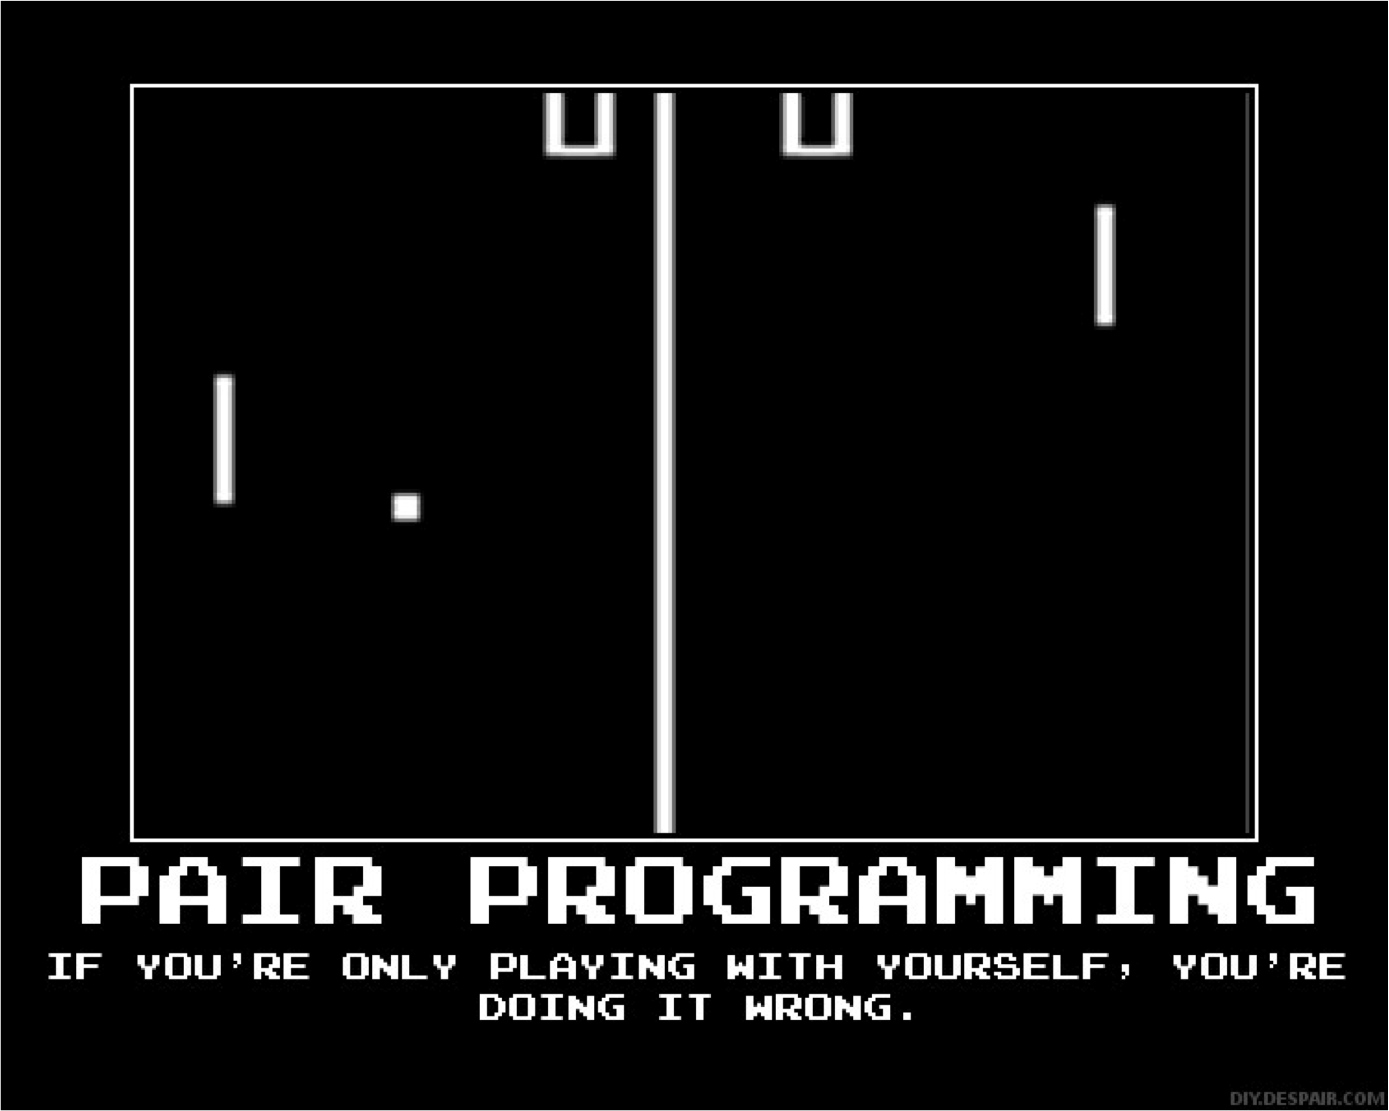 PAIR PROGRAMMING
IF YOU'RE ONLY PLAYING WITH YOURSELF, YOU'RE
DOING IT WRONG.
DIY.DESPAIR.COM